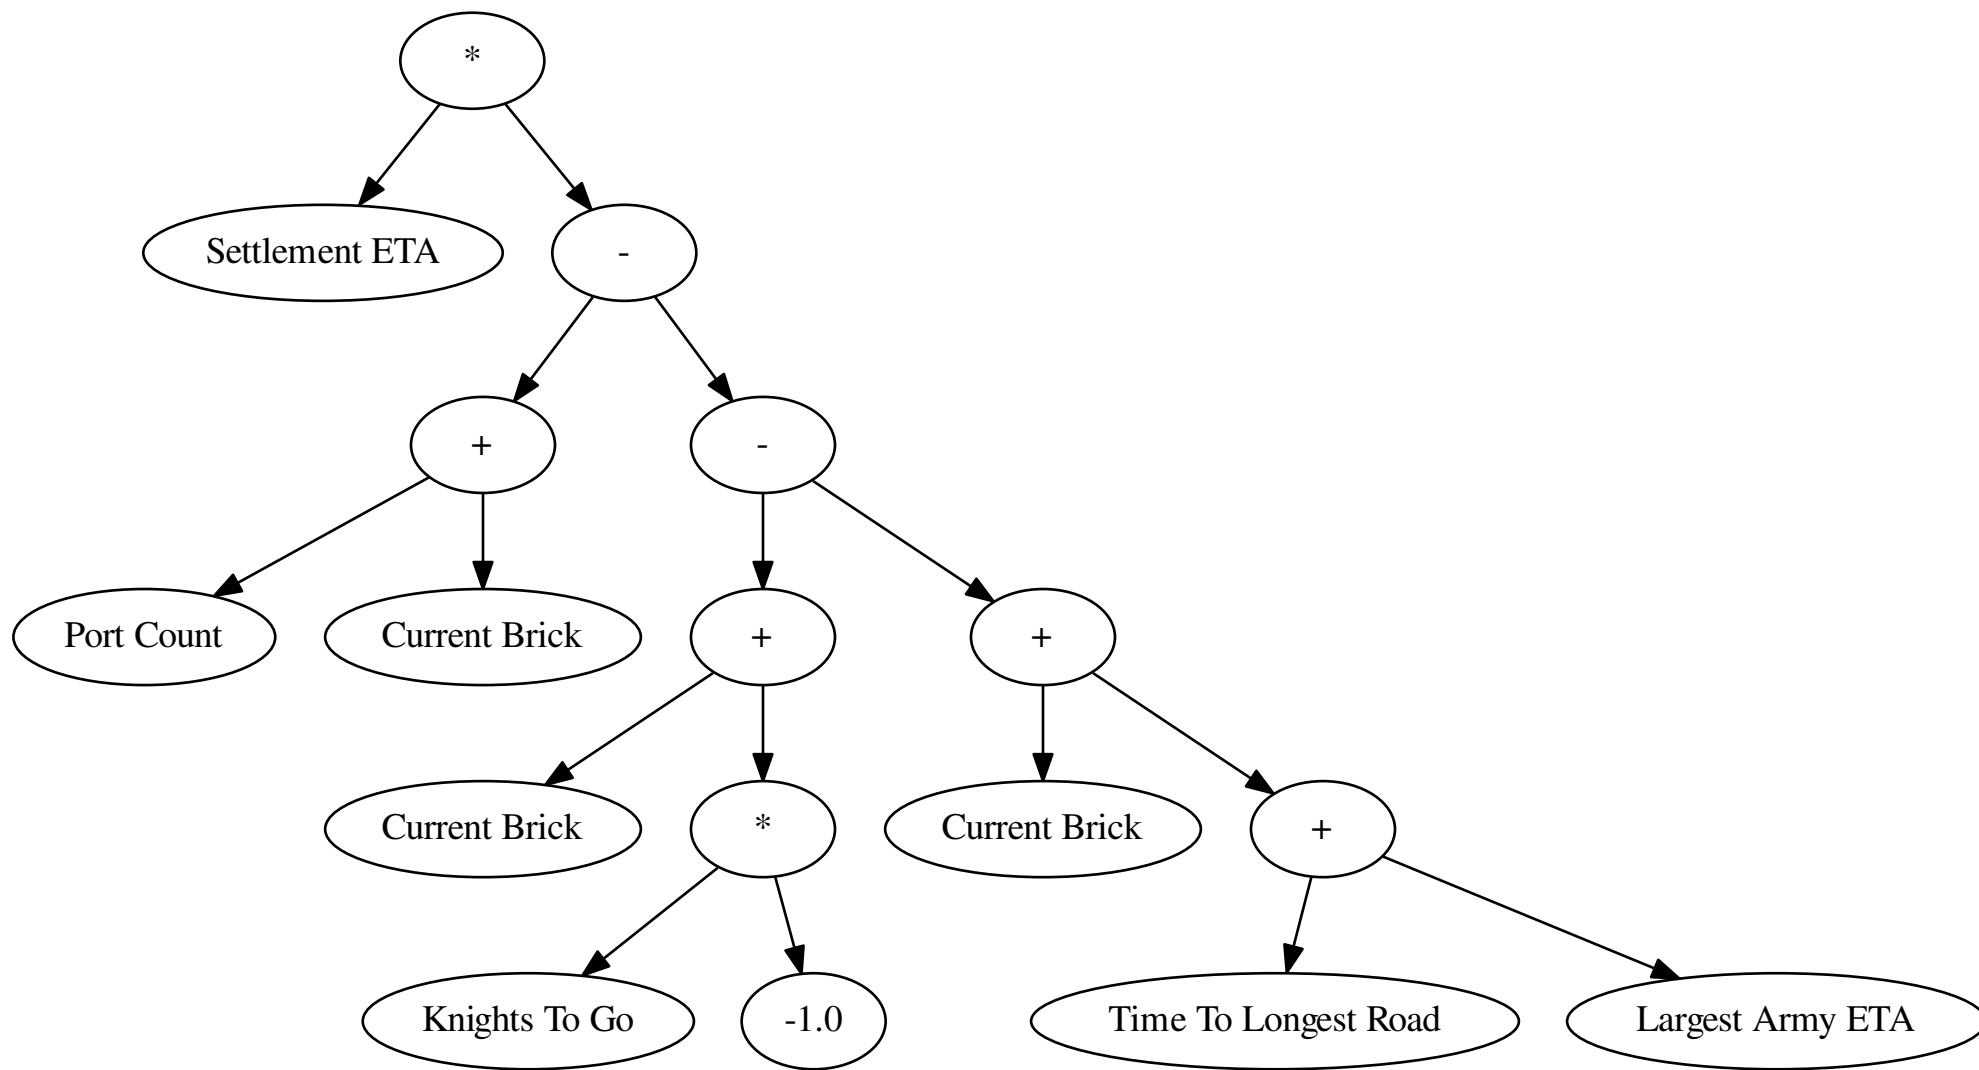 *
Settlement ETA
-
+
-
Port Count
Current Brick
+
+
Current Brick
*
Current Brick
+
Knights To Go
-1.0
Time To Longest Road
Largest Army ETA